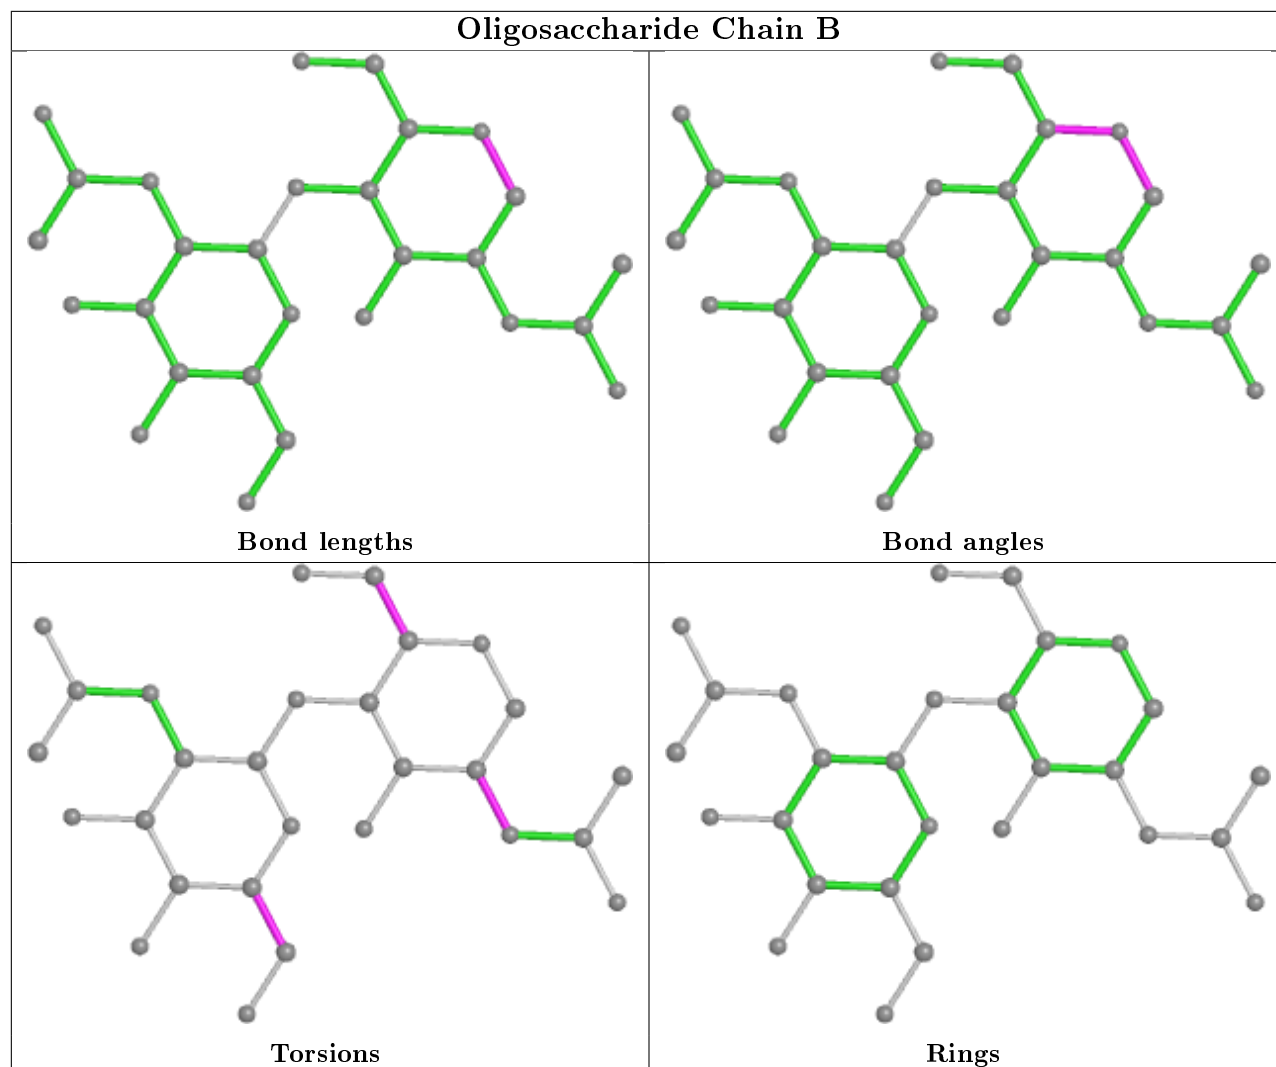 Oligosaccharide Chain B
Bond lengths
Bond angles
Torsions
Rings